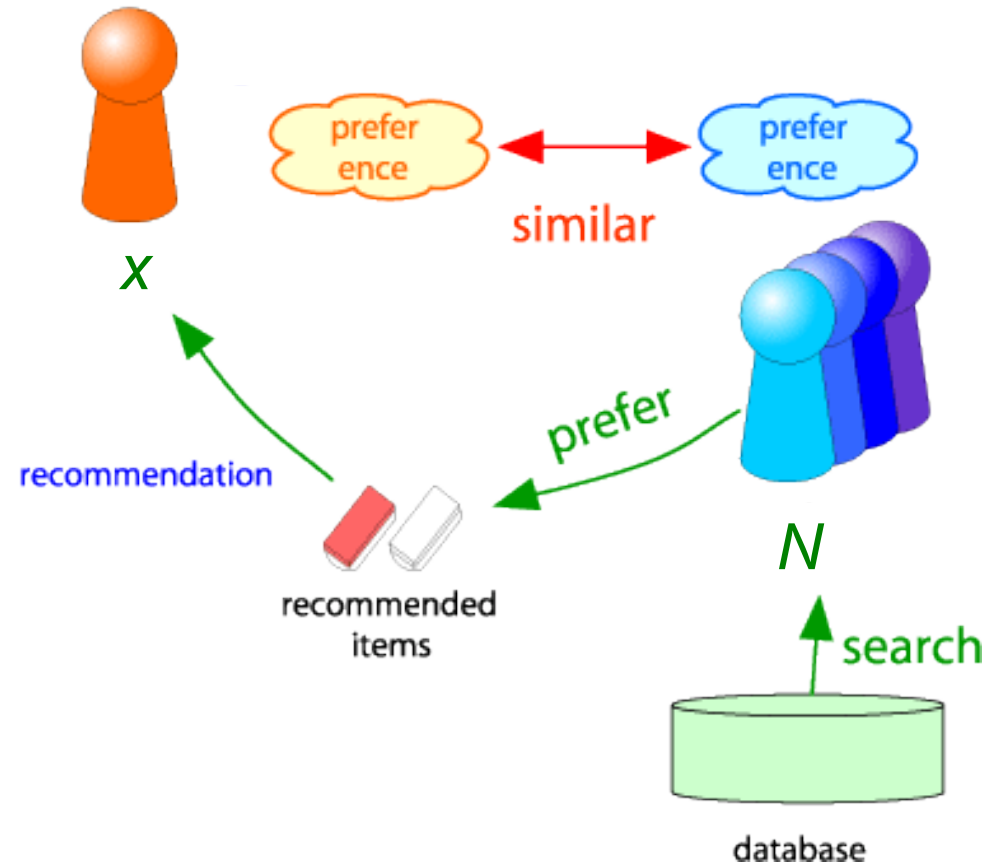 prefer
ence
prefer
ence
similar
x
prefer
recommendation
N
recommended
items
search
database